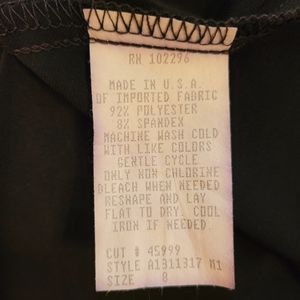 RN 102296
MADE IN U.S.A.
OF IMPORTED FABRIC
92% POLYESTER
8% SPANDEX
MACHINE WASH COLD
WITH LIKE COLORS
GENTLE CYCLE
ONLY NON CHLORINE
BLEACH WHEN NEEDED
RESHAPE AND LAY
FLAT TO DRY. COOL
IRON IF NEEDED.
CUT # 45999
STYLE A1311317 M1
SIZE 8